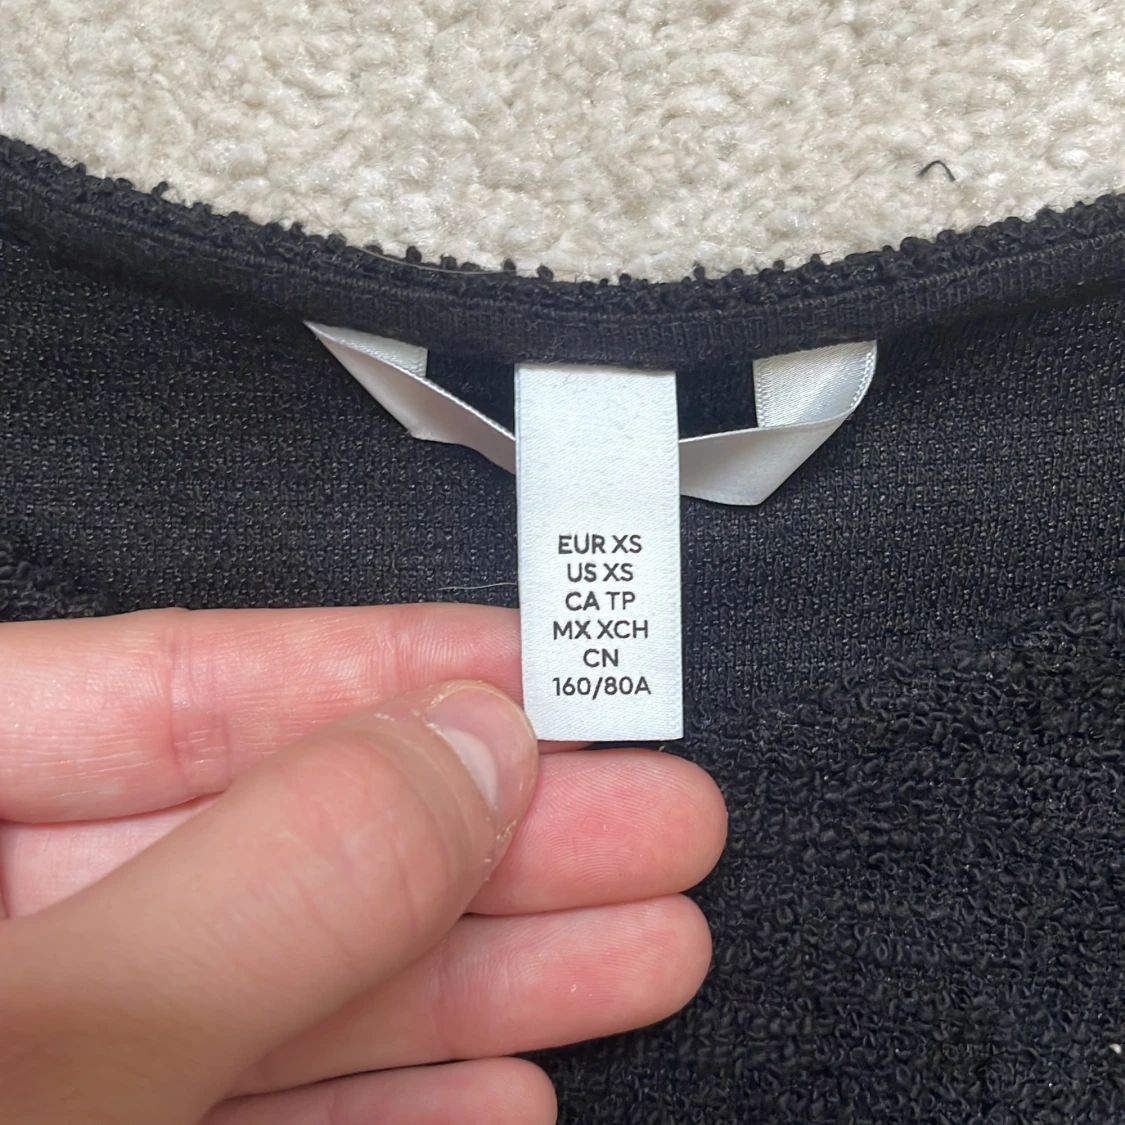 EUR XS
US XS
CA TP
MX XCH
CN
160/80A